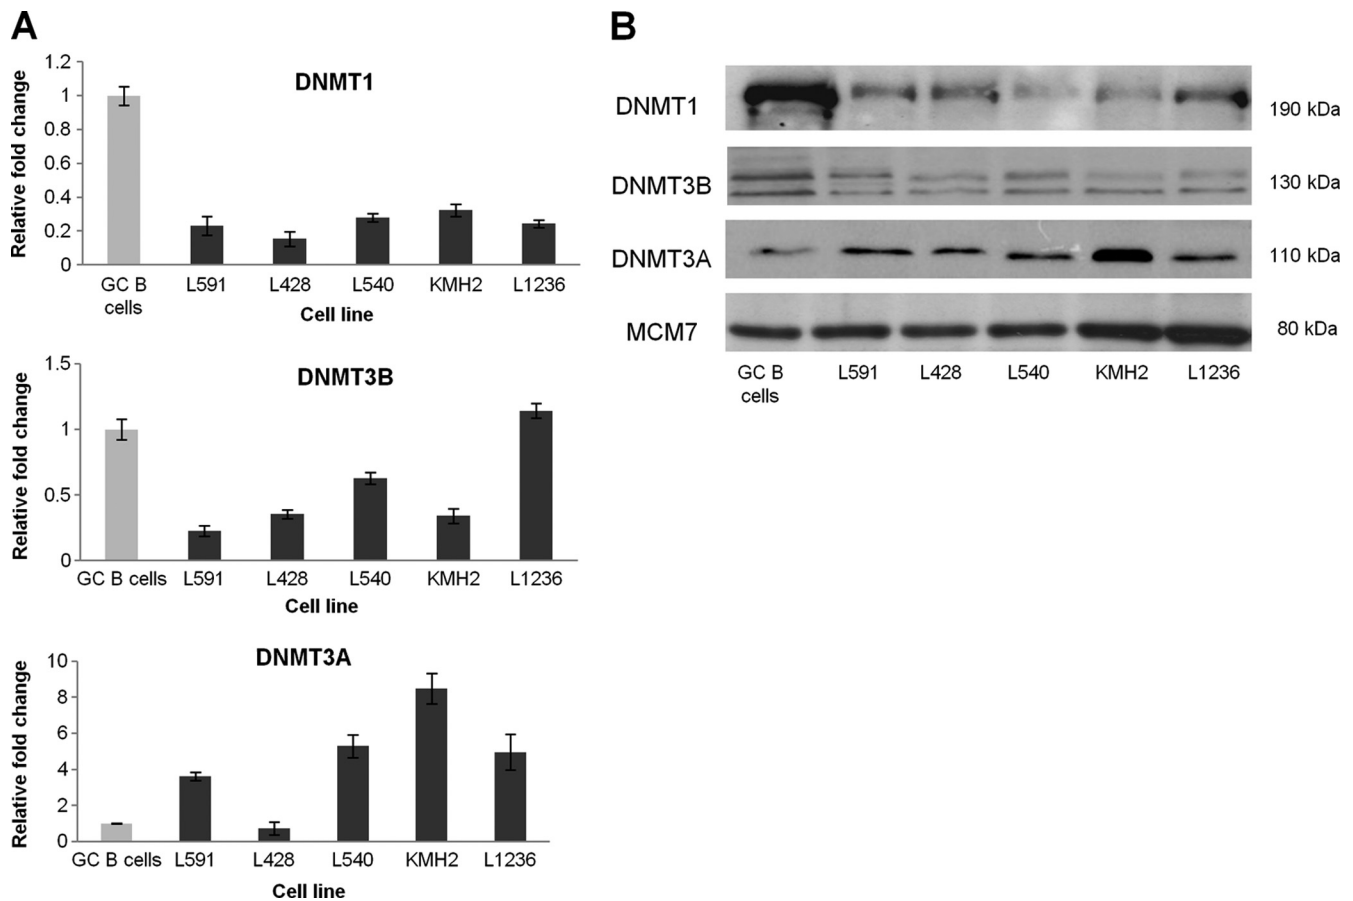 A
DNMT1
Relative fold change
1.2
1
0.8
0.6
0.4
0.2
0
GC B cells
L591
L428
L540
KMH2
L1236
Cell line
DNMT3B
Relative fold change
1.5
1
0.5
0
GC B cells
L591
L428
L540
KMH2
L1236
Cell line
DNMT3A
Relative fold change
10
8
6
4
2
0
GC B cells
L591
L428
L540
KMH2
L1236
Cell line
B
DNMT1
190 kDa
DNMT3B
130 kDa
DNMT3A
110 kDa
MCM7
80 kDa
GC B
cells
L591
L428
L540
KMH2
L1236